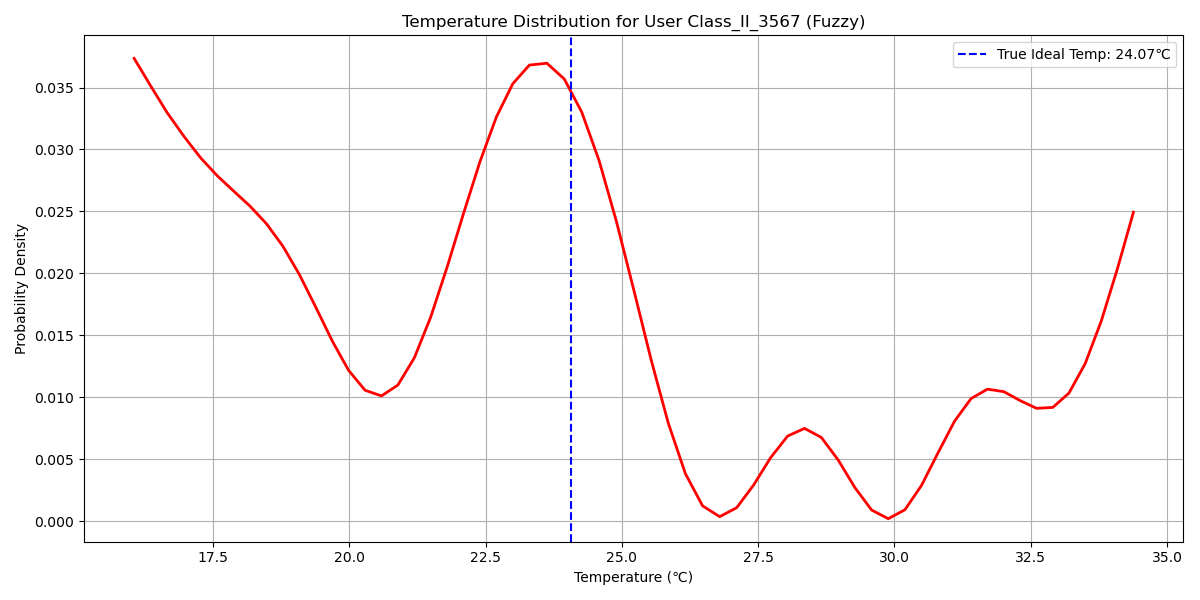 Temperature Distribution for User Class_II_3567 (Fuzzy)
True Ideal Temp: 24.07℃
Probability Density
0.035
0.030
0.025
0.020
0.015
0.010
0.005
0.000
17.5 20.0 22.5 25.0 27.5 30.0 32.5 35.0
Temperature (℃)